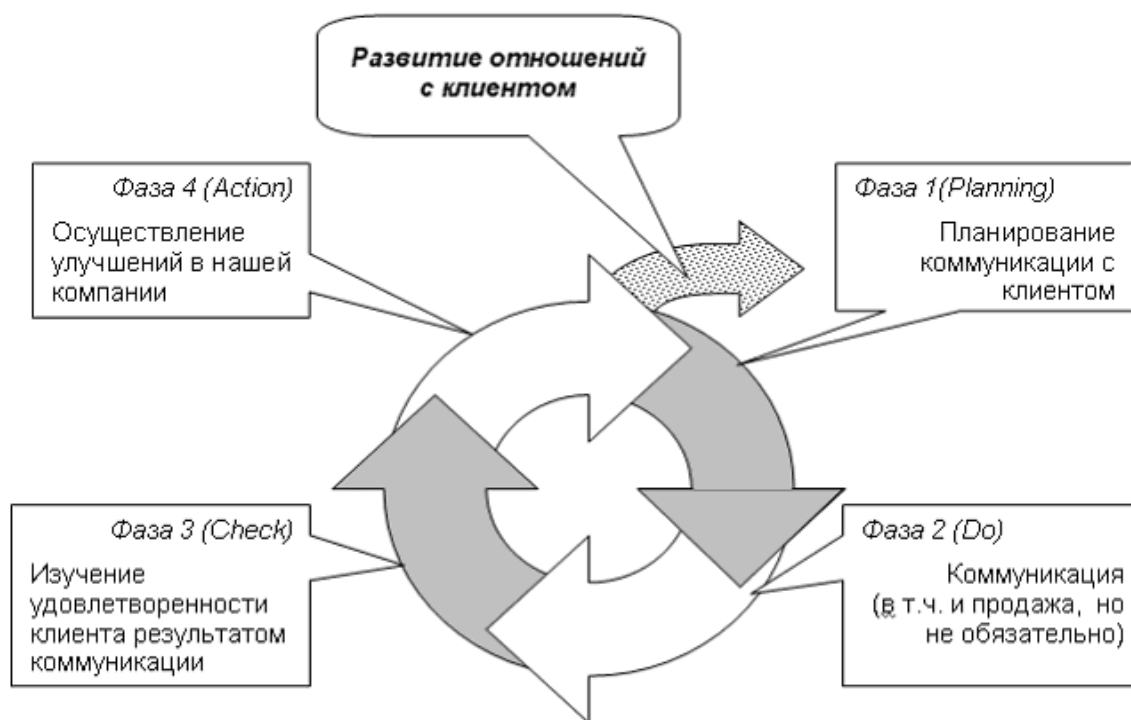 Развитие отношений
с клиентом
Фаза 4 (Action)
Осуществление
улучшений в нашей
компании
Фаза 1(Planning)
Планирование
коммуникации с
клиентом
Фаза 3 (Check)
Изучение
удовлетворенности
клиента результатом
коммуникации
Фаза 2 (Do)
Коммуникация
(в т.ч. и продажа, но
не обязательно)